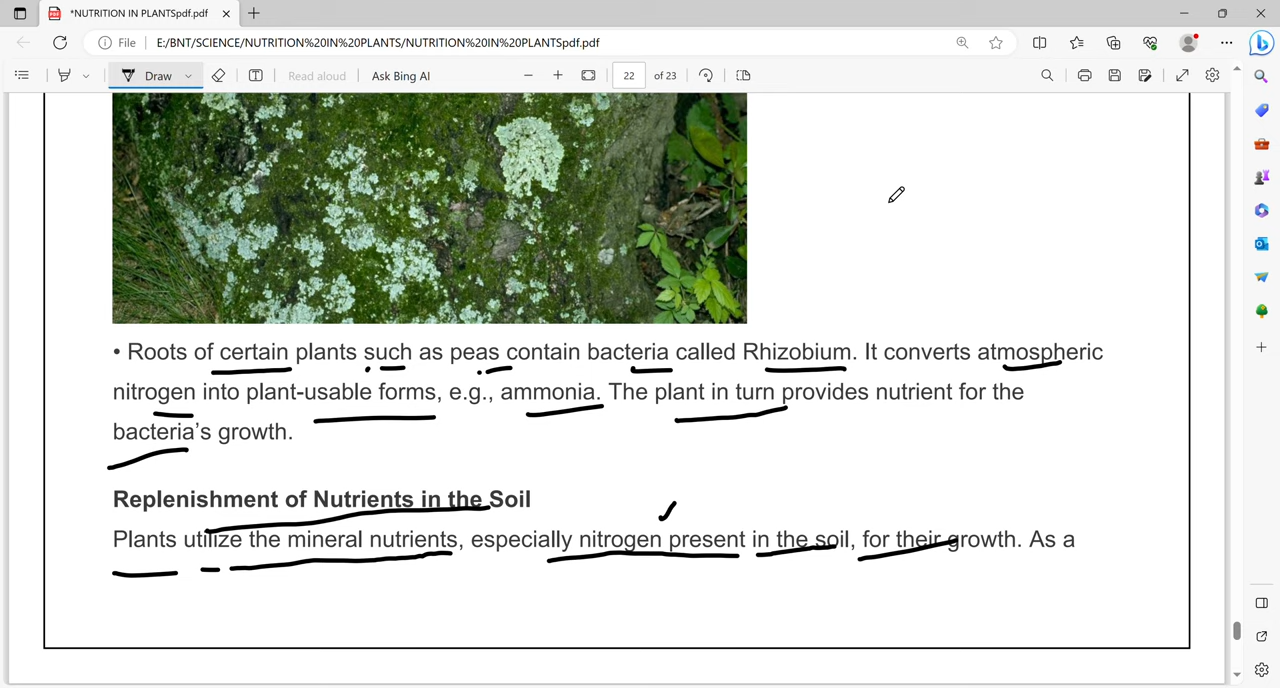 *NUTRITION IN PLANTSpdf.pdf
File E:/BNT/SCIENCE/NUTRITION%20IN%20PLANTS/NUTRITION%20IN%20PLANTSpdf.pdf
Draw Read aloud Ask Bing AI 22 of 23
• Roots of certain plants such as peas contain bacteria called Rhizobium. It converts atmospheric
nitrogen into plant-usable forms, e.g., ammonia. The plant in turn provides nutrient for the
bacteria’s growth.
Replenishment of Nutrients in the Soil
Plants utilize the mineral nutrients, especially nitrogen present in the soil, for their growth. As a